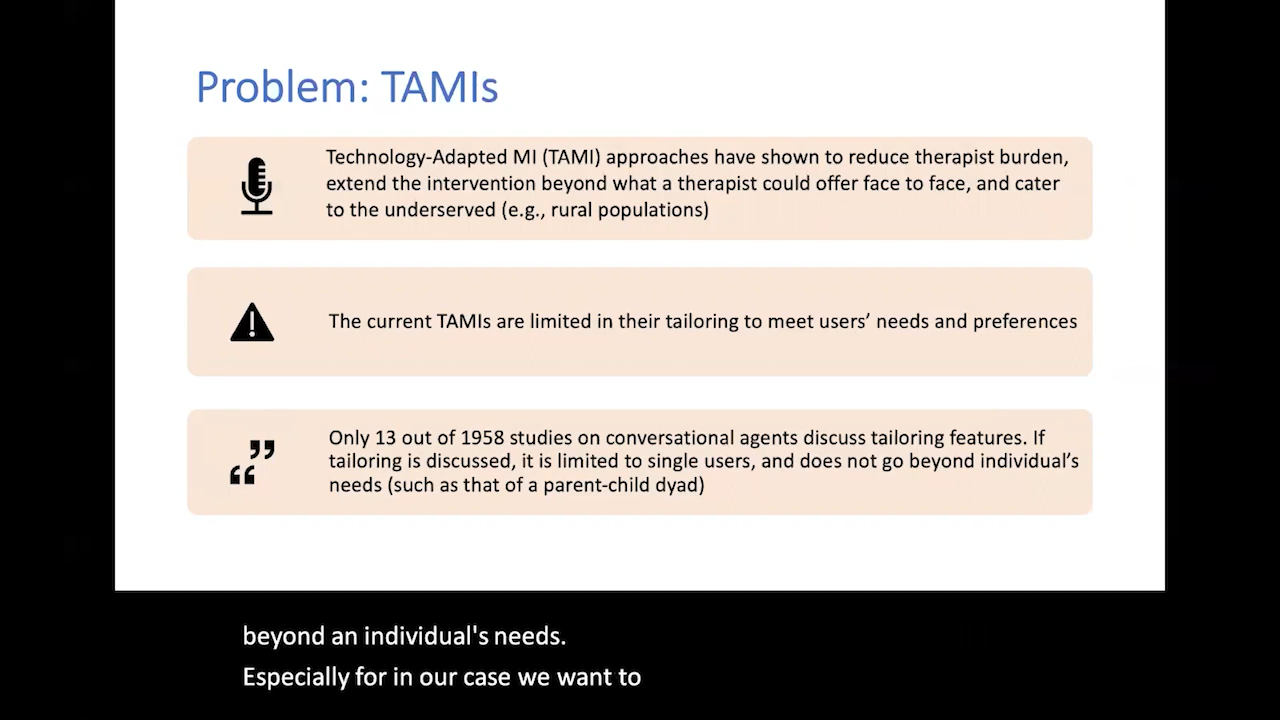 Problem: TAMIs
Technology-Adapted MI (TAMI) approaches have shown to reduce therapist burden,
extend the intervention beyond what a therapist could offer face to face, and cater
to the underserved (e.g., rural populations)
The current TAMIs are limited in their tailoring to meet users’ needs and preferences
Only 13 out of 1958 studies on conversational agents discuss tailoring features. If
tailoring is discussed, it is limited to single users, and does not go beyond individual’s
needs (such as that of a parent-child dyad)
beyond an individual's needs.
Especially for in our case we want to